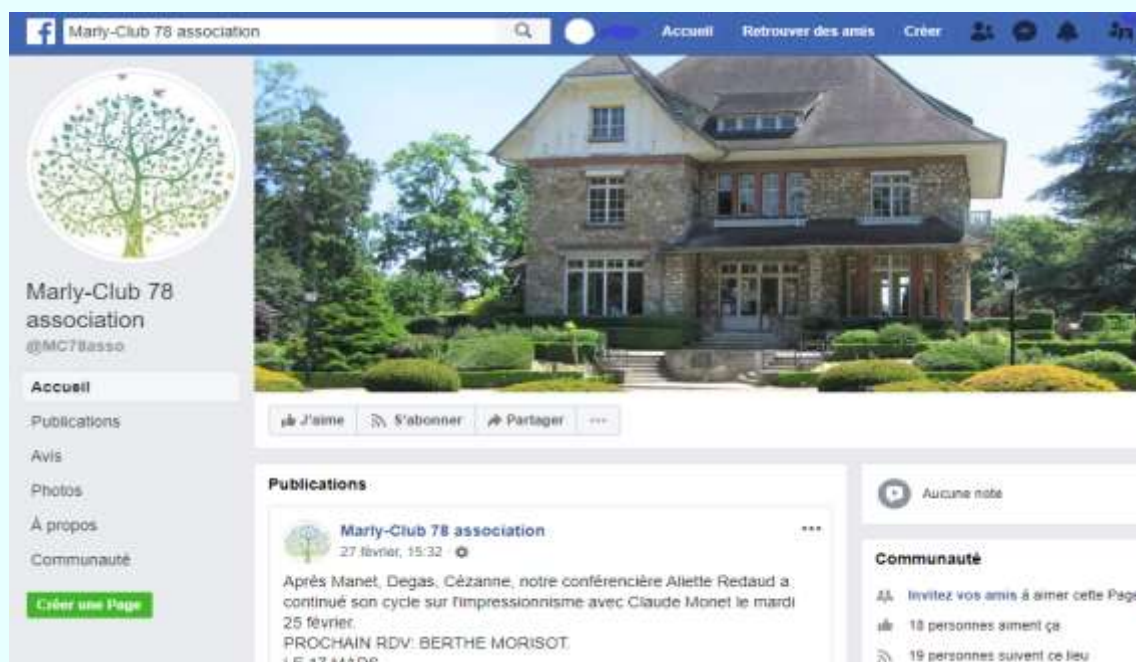 Marly-Club 78 association
Accueil
Retrouver des amis
Créer
Marly-Club 78
association
@MC78asso
Accueil
Publications
Avis
Photos
À propos
Communauté
Créer une Page
J'aime
S'abonner
Partager
Publications
Marly-Club 78 association
27 février, 15:32
Après Manet, Degas, Cézanne, notre conférencière Aliette Redaud a
continué son cycle sur l'impressionnisme avec Claude Monet le mardi
25 février.
PROCHAIN RDV: BERTHE MORISOT.
LE 17 MARS
Aucune note
Communauté
Invitez vos amis à aimer cette Page
18 personnes aiment ça
19 personnes suivent ce lieu